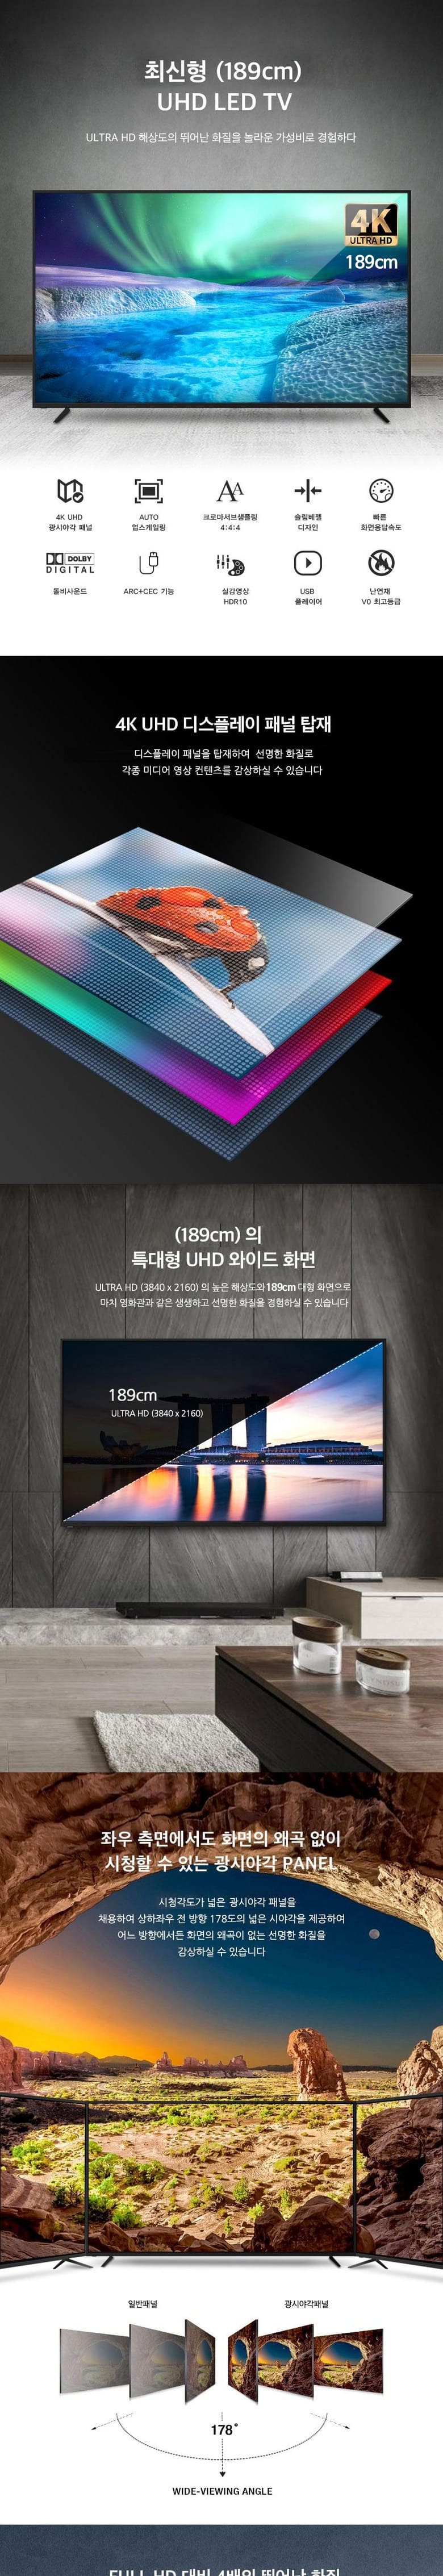 최신형 (189cm)
UHD LED TV
ULTRA HD 해상도의 뛰어난 화질을 놀라운 가성비로 경험하다
4K
ULTRA HD
189cm
4K UHD
광시야각 패널
AUTO
업스케일링
크로마서브샘플링
4:4:4
슬림베젤
디자인
빠른
화면응답속도
DOLBY
DIGITAL
돌비사운드
ARC+CEC 기능
실감영상
HDR10
USB
플레이어
난연재
V0 최고등급
4K UHD 디스플레이 패널 탑재
디스플레이 패널을 탑재하여 선명한 화질로
각종 미디어 영상 컨텐츠를 감상하실 수 있습니다
(189cm) 의
특대형 UHD 와이드 화면
ULTRA HD (3840 x 2160) 의 높은 해상도와 189cm 대형 화면으로
마치 영화관과 같은 생생하고 선명한 화질을 경험하실 수 있습니다
189cm
ULTRA HD (3840 x 2160)
좌우 측면에서도 화면의 왜곡 없이
시청할 수 있는 광시야각 PANEL
시청각도가 넓은 광시야각 패널을
채용하여 상하좌우 전 방향 178도의 넓은 시야각을 제공하여
어느 방향에서든 화면의 왜곡이 없는 선명한 화질을
감상하실 수 있습니다
일반패널
광시야각패널
178°
WIDE-VIEWING ANGLE